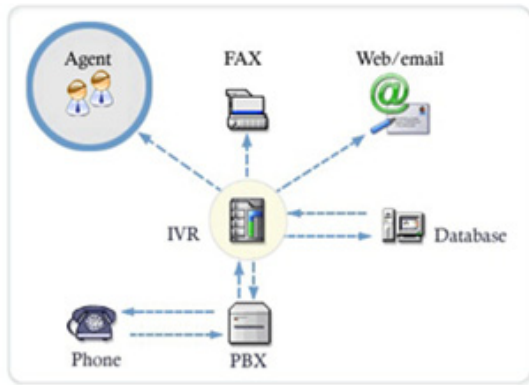 Agent
FAX
Web/email
@
IVR
Database
Phone
PBX